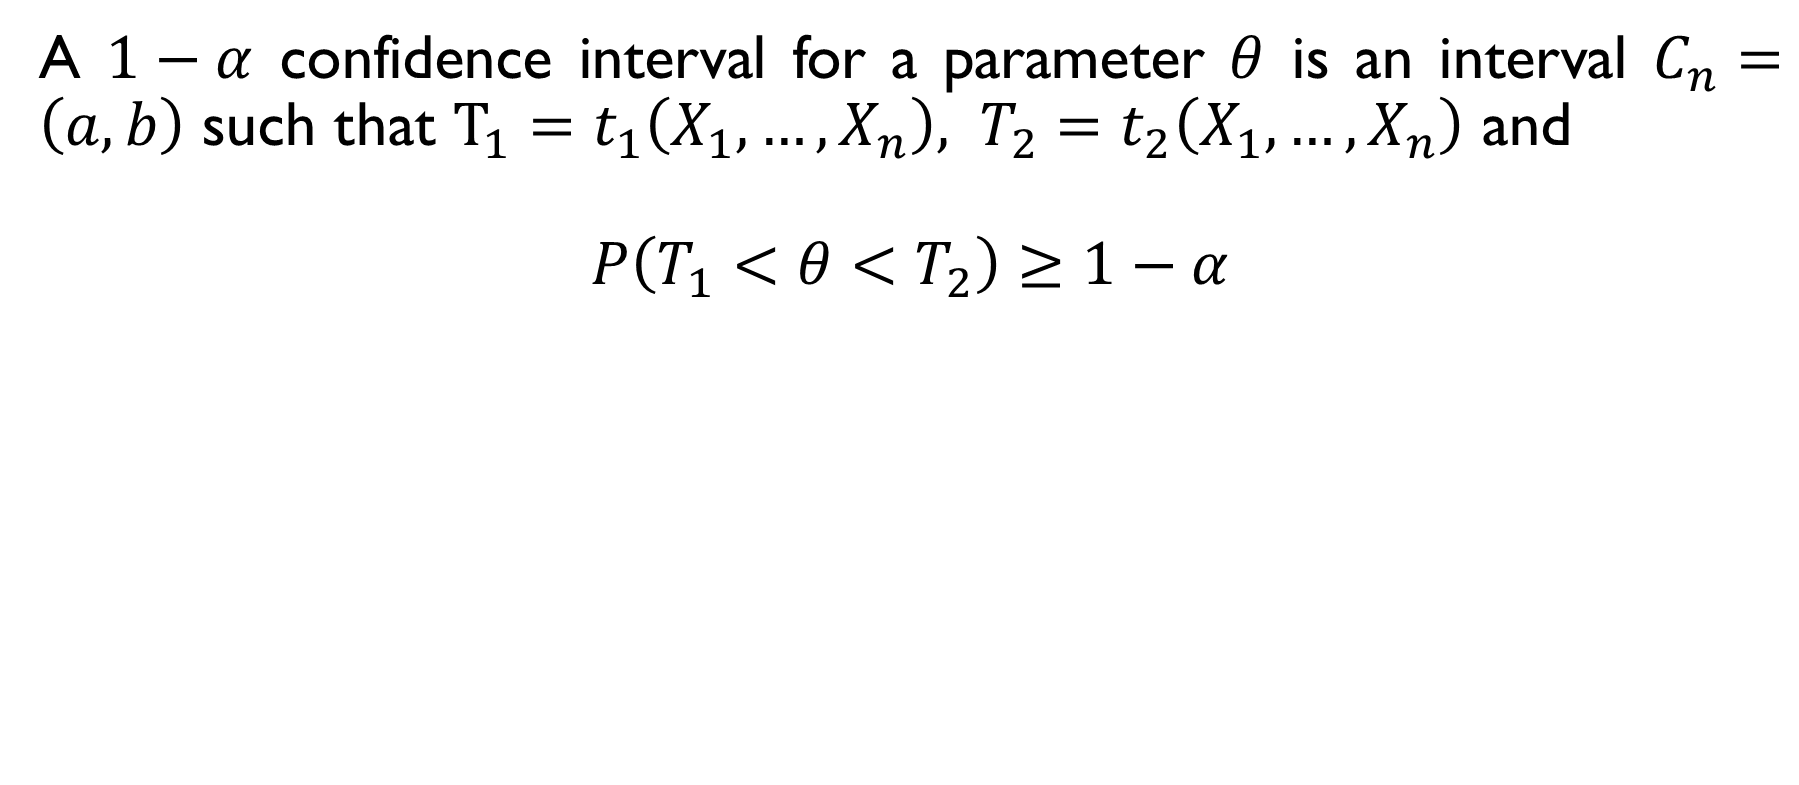 A 1 − α confidence interval for a parameter θ is an interval Cₙ =
(a, b) such that T₁ = t₁(X₁, … , Xₙ), T₂ = t₂(X₁, … , Xₙ) and
P(T₁ < θ < T₂) ≥ 1 − α